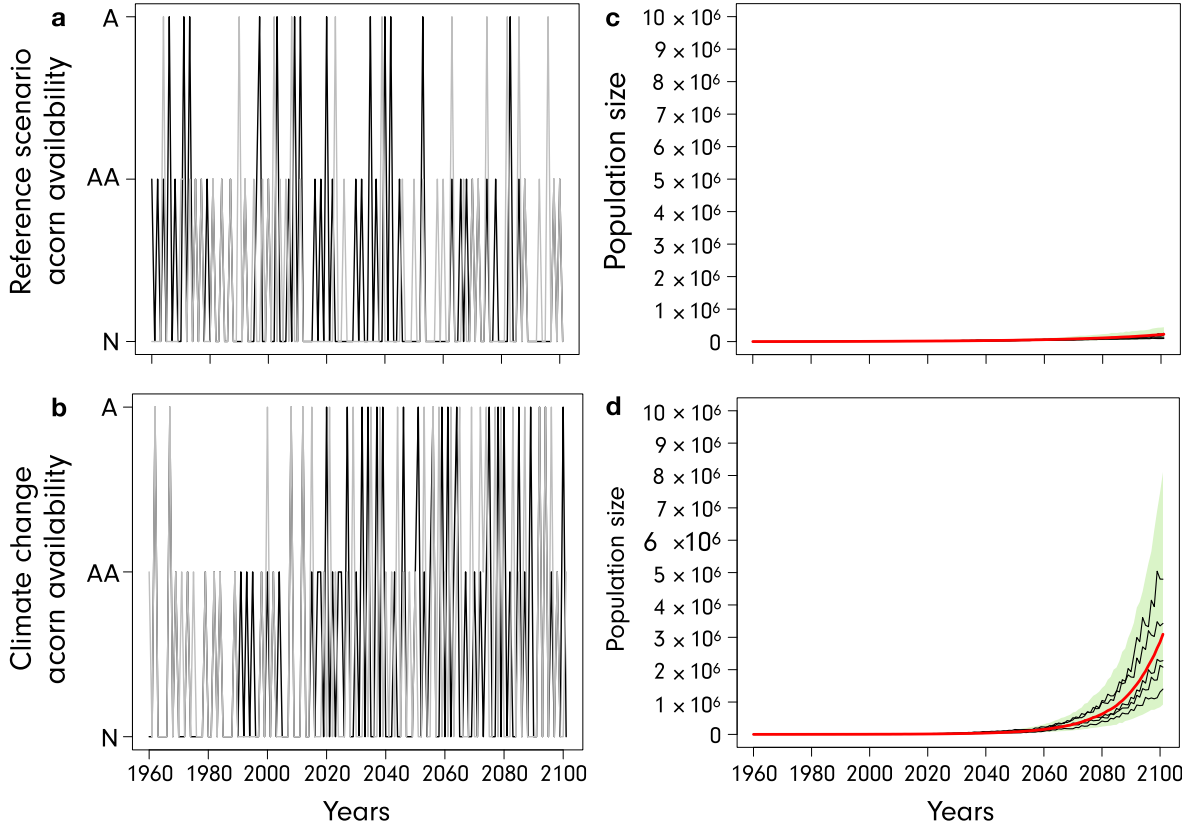 a
A
AA
N
Reference scenario
acorn availability
c
10 × 10⁶
9 × 10⁶
8 × 10⁶
7 × 10⁶
6 × 10⁶
5 × 10⁶
4 × 10⁶
3 × 10⁶
2 × 10⁶
1 × 10⁶
0
Population size
b
A
AA
N
Climate change
acorn availability
1960 1980 2000 2020 2040 2060 2080 2100
Years
d
10 × 10⁶
9 × 10⁶
8 × 10⁶
7 × 10⁶
6 ×10⁶
5 × 10⁶
4 × 10⁶
3 × 10⁶
2 × 10⁶
1 × 10⁶
0
Population size
1960 1980 2000 2020 2040 2060 2080 2100
Years